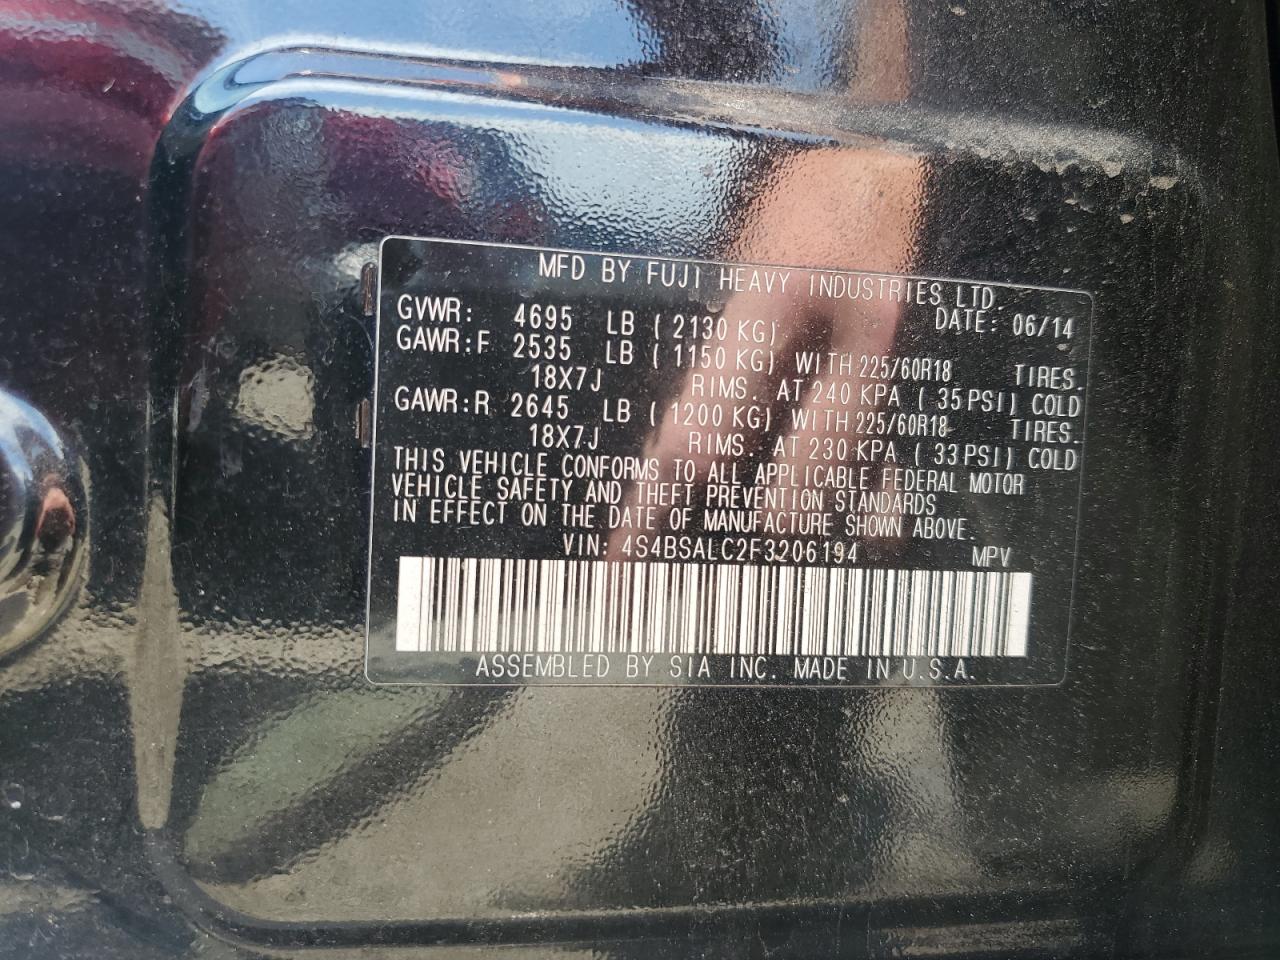 MFD BY FUJI HEAVY INDUSTRIES LTD.
DATE: 06/14
GVWR: 4695 LB ( 2130 KG)
GAWR:F 2535 LB ( 1150 KG) WITH 225/60R18 TIRES.
18X7J RIMS. AT 240 KPA ( 35 PSI) COLD
GAWR:R 2645 LB ( 1200 KG) WITH 225/60R18 TIRES.
18X7J RIMS. AT 230 KPA ( 33 PSI) COLD
THIS VEHICLE CONFORMS TO ALL APPLICABLE FEDERAL MOTOR
VEHICLE SAFETY AND THEFT PREVENTION STANDARDS
IN EFFECT ON THE DATE OF MANUFACTURE SHOWN ABOVE.
VIN: 4S4BSALC2F3206194 MPV
ASSEMBLED BY SIA INC. MADE IN U.S.A.